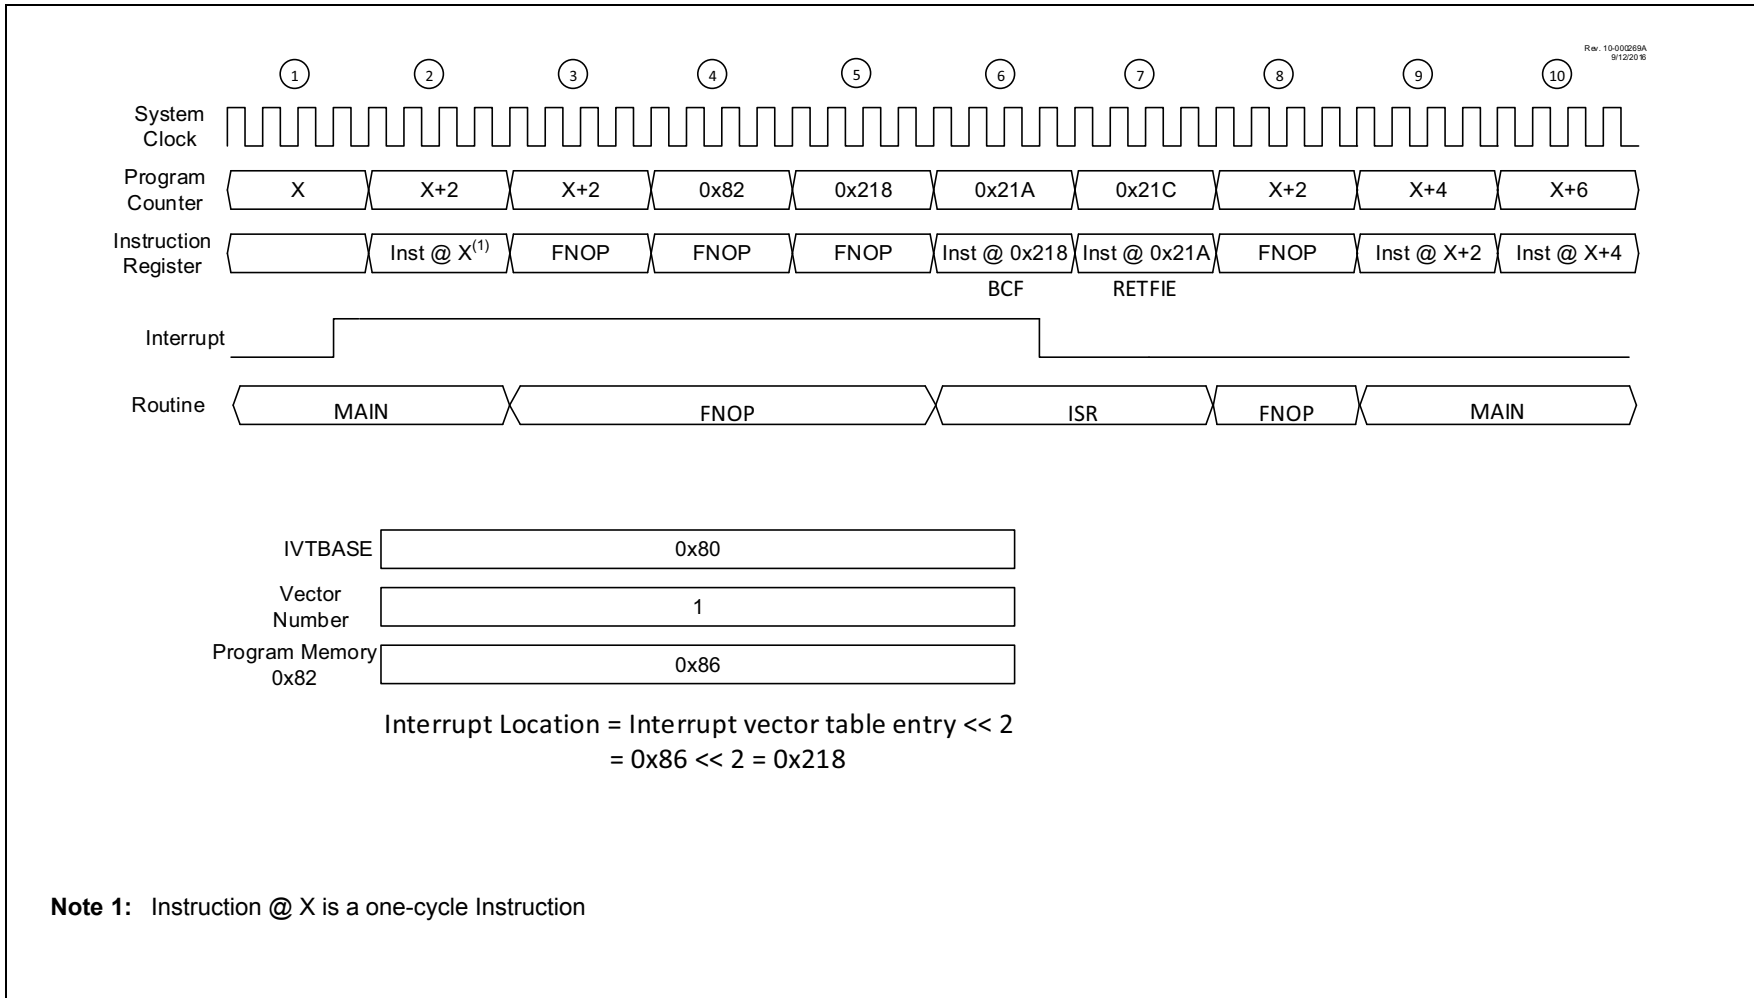 Rev. 10-000269A
9/12/2016
1 2 3 4 5 6 7 8 9 10
System
Clock
Program
Counter
X X+2 X+2 0x82 0x218 0x21A 0x21C X+2 X+4 X+6
Instruction
Register
Inst @ X(1) FNOP FNOP FNOP Inst @ 0x218 Inst @ 0x21A FNOP Inst @ X+2 Inst @ X+4
BCF RETFIE
Interrupt
Routine MAIN FNOP ISR FNOP MAIN
IVTBASE 0x80
Vector
Number
1
Program Memory
0x82
0x86
Interrupt Location = Interrupt vector table entry << 2
= 0x86 << 2 = 0x218
Note 1: Instruction @ X is a one-cycle Instruction